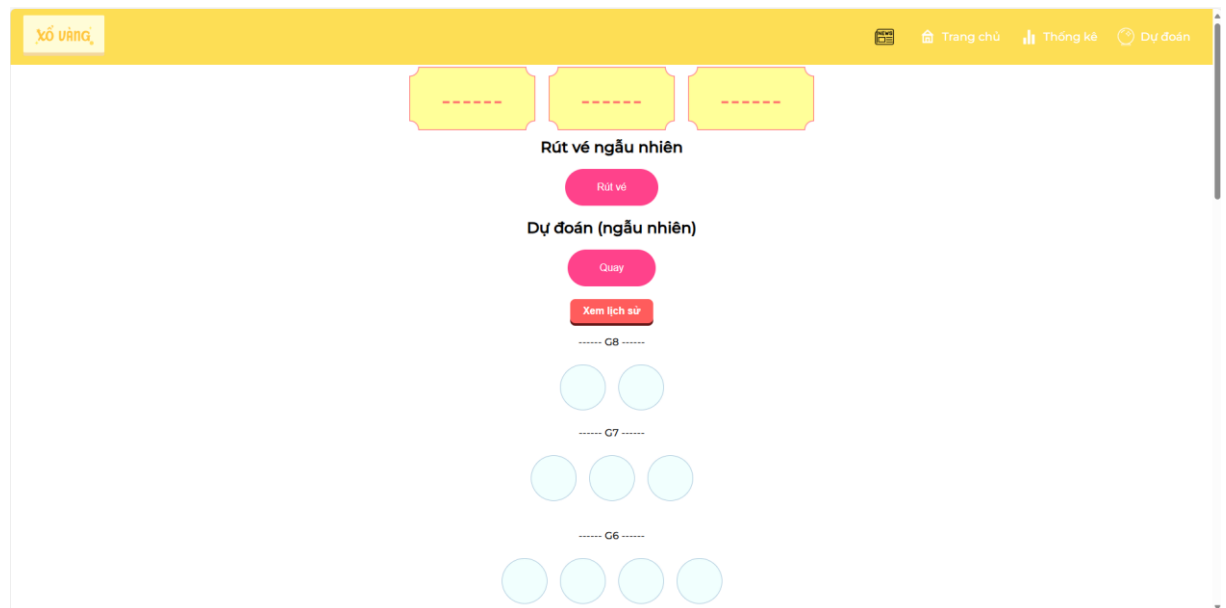 XỔ VÀNG
NEWS
Trang chủ
Thống kê
Dự đoán
------
------
------
Rút vé ngẫu nhiên
Rút vé
Dự đoán (ngẫu nhiên)
Quay
Xem lịch sử
------ G8 ------
------ G7 ------
------ G6 ------